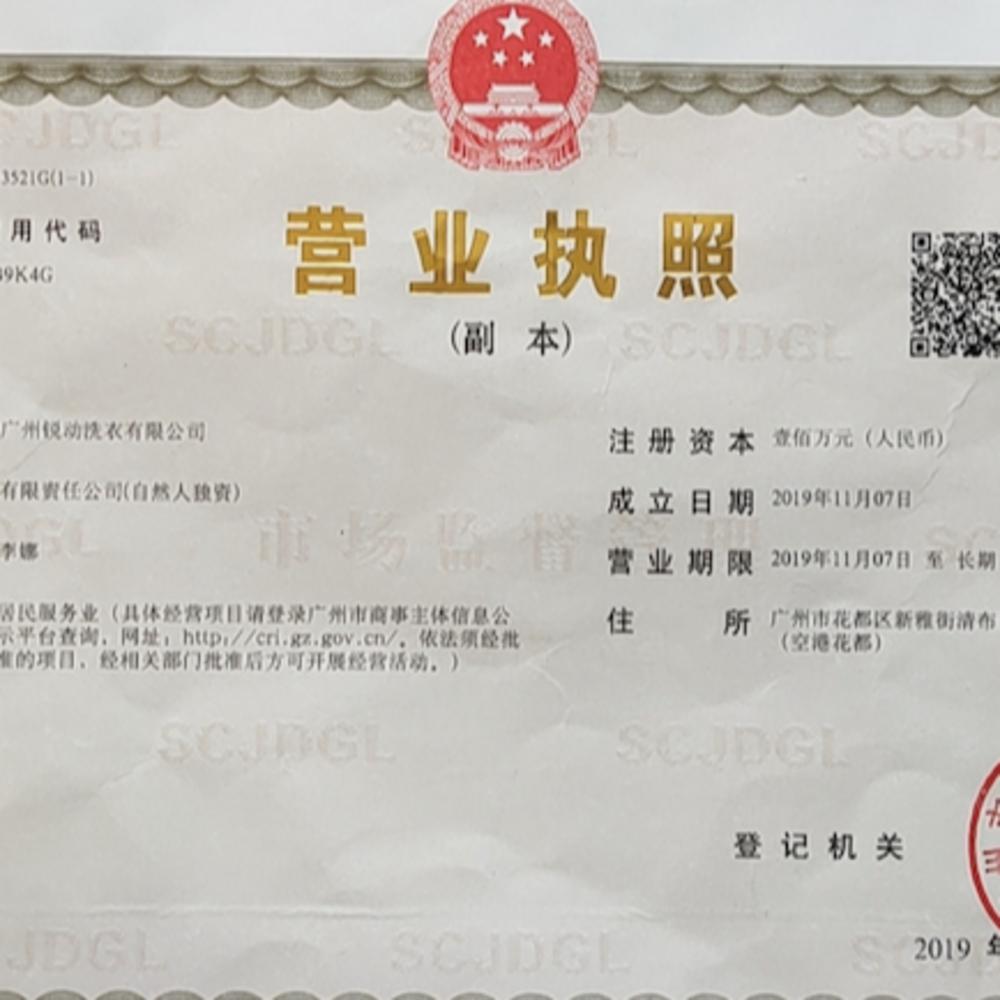 3521G(1-1)
用代码
9K4G
营业执照
(副 本)
广州锐动洗衣有限公司
有限责任公司(自然人独资)
李娜
居民服务业（具体经营项目请登录广州市商事主体信息公
示平台查询，网址：http://cri.gz.gov.cn/。依法须经批
准的项目，经相关部门批准后方可开展经营活动。）
注册资本 壹佰万元（人民币）
成立日期 2019年11月07日
营业期限 2019年11月07日 至 长期
住所 广州市花都区新雅街清布
（空港花都）
登记机关
2019 年
SCJDGL
市场监督管理